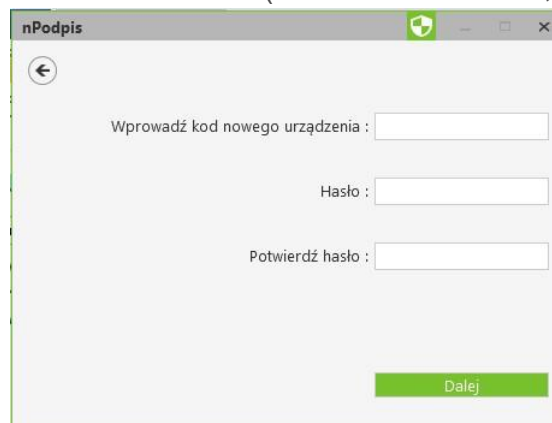 nPodpis
Wprowadź kod nowego urządzenia :
Hasło :
Potwierdź hasło :
Dalej